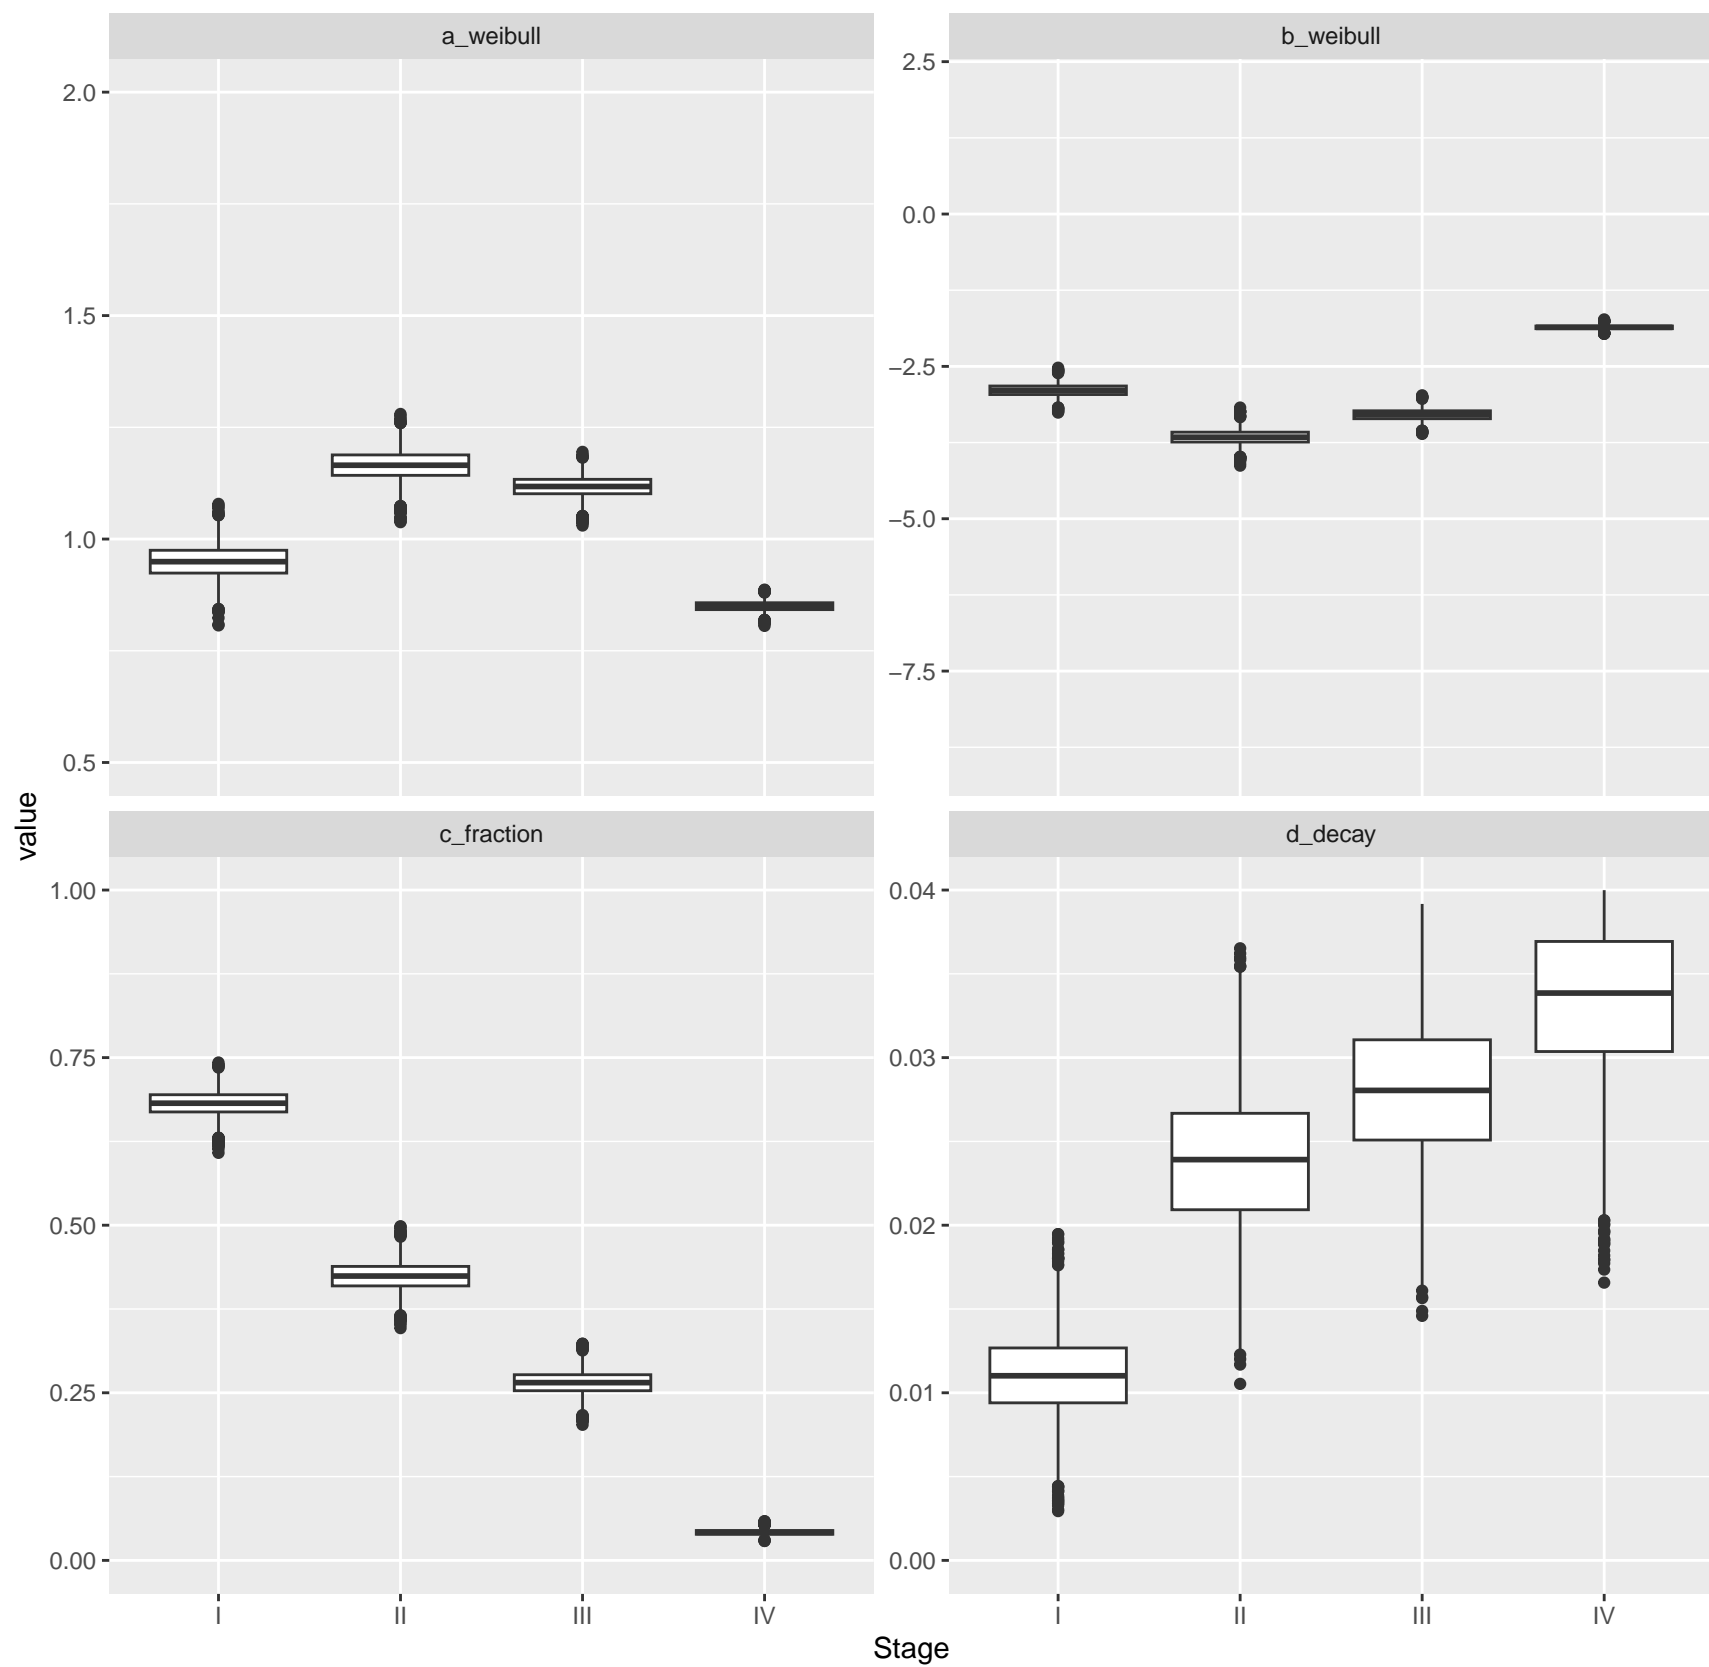 a_weibull
b_weibull
2.0
1.5
1.0
0.5
2.5
0.0
−2.5
−5.0
−7.5
value
c_fraction
d_decay
1.00
0.75
0.50
0.25
0.00
0.04
0.03
0.02
0.01
0.00
I II III IV
I II III IV
Stage